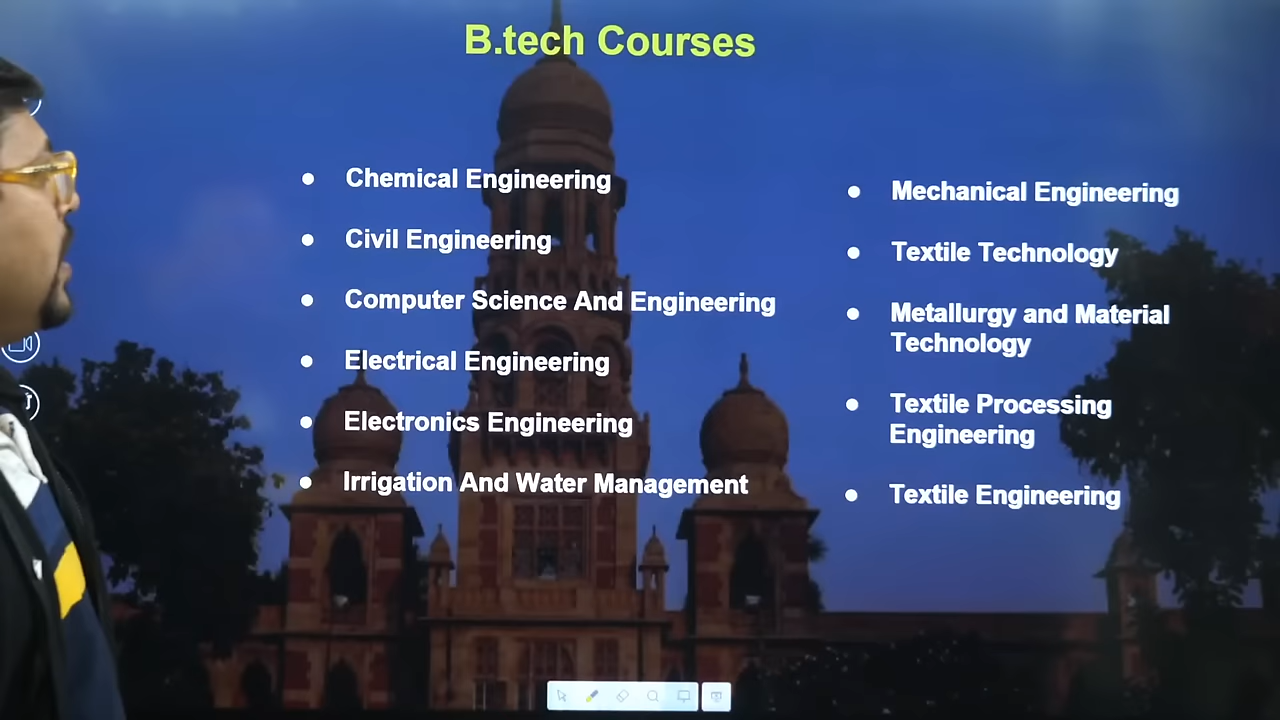 B.tech Courses
Chemical Engineering
Civil Engineering
Computer Science And Engineering
Electrical Engineering
Electronics Engineering
Irrigation And Water Management
Mechanical Engineering
Textile Technology
Metallurgy and Material
Technology
Textile Processing
Engineering
Textile Engineering